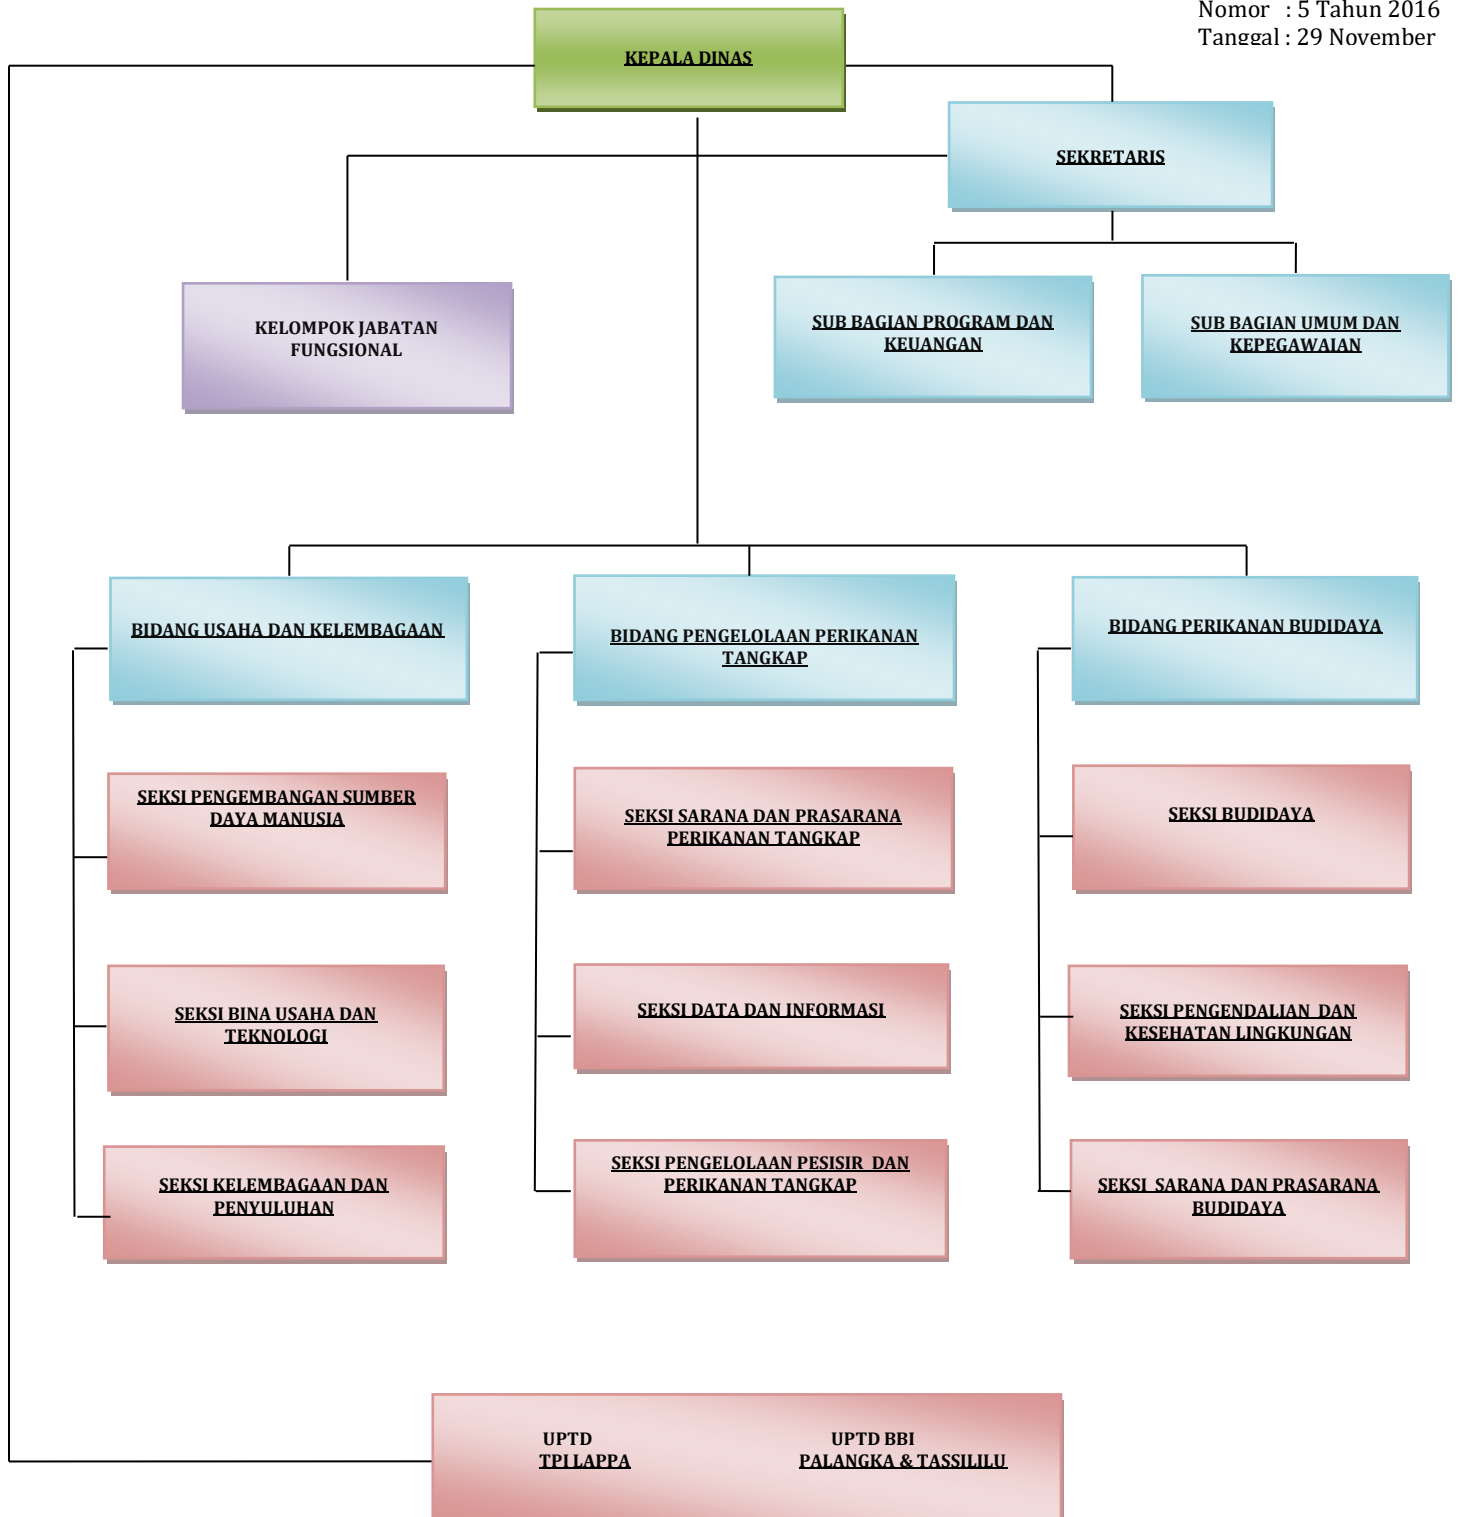 Nomor : 5 Tahun 2016
Tanggal : 29 November
KEPALA DINAS
SEKRETARIS
KELOMPOK JABATAN
FUNGSIONAL
SUB BAGIAN PROGRAM DAN
KEUANGAN
SUB BAGIAN UMUM DAN
KEPEGAWAIAN
BIDANG USAHA DAN KELEMBAGAAN
BIDANG PENGELOLAAN PERIKANAN
TANGKAP
BIDANG PERIKANAN BUDIDAYA
SEKSI PENGEMBANGAN SUMBER
DAYA MANUSIA
SEKSI SARANA DAN PRASARANA
PERIKANAN TANGKAP
SEKSI BUDIDAYA
SEKSI BINA USAHA DAN
TEKNOLOGI
SEKSI DATA DAN INFORMASI
SEKSI PENGENDALIAN DAN
KESEHATAN LINGKUNGAN
SEKSI KELEMBAGAAN DAN
PENYULUHAN
SEKSI PENGELOLAAN PESISIR DAN
PERIKANAN TANGKAP
SEKSI SARANA DAN PRASARANA
BUDIDAYA
UPTD
TPI LAPPA
UPTD BBI
PALANGKA & TASSILILU